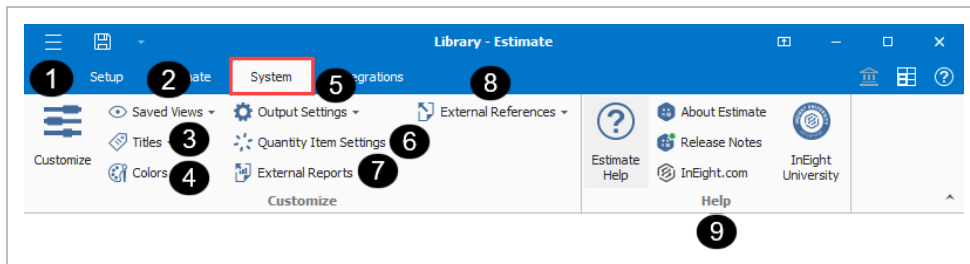 Library - Estimate
1 Setup 2 mate System 5 egrations 8
Saved Views Output Settings External References
Titles 3 Quantity Item Settings 6
Customize
Colors 4 External Reports 7
Customize
Estimate Help
About Estimate
Release Notes
InEight.com
InEight University
Help
9